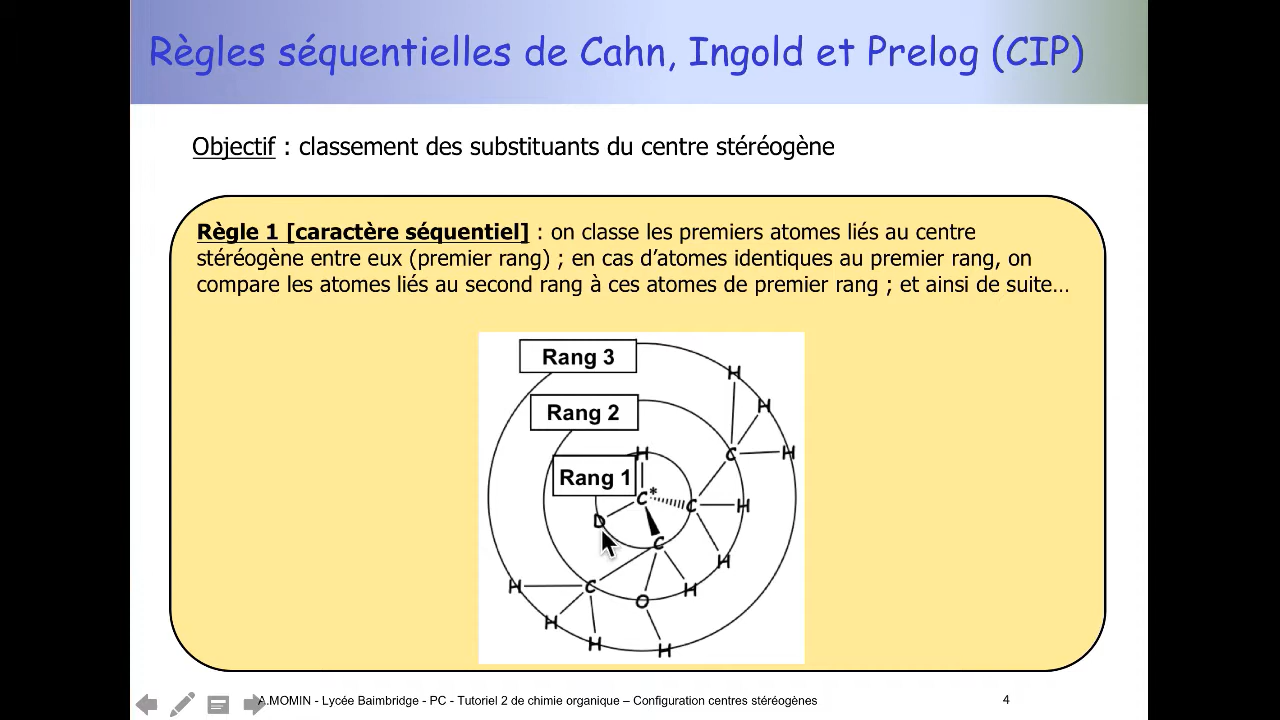 Règles séquentielles de Cahn, Ingold et Prelog (CIP)
Objectif : classement des substituants du centre stéréogène
Règle 1 [caractère séquentiel] : on classe les premiers atomes liés au centre
stéréogène entre eux (premier rang) ; en cas d’atomes identiques au premier rang, on
compare les atomes liés au second rang à ces atomes de premier rang ; et ainsi de suite…
Rang 3
H
Rang 2
H
H
C
H
Rang 1
C*
C
H
D
C
H
H
C
O
H
H
H
H
A.MOMIN - Lycée Baimbridge - PC - Tutoriel 2 de chimie organique – Configuration centres stéréogènes
4